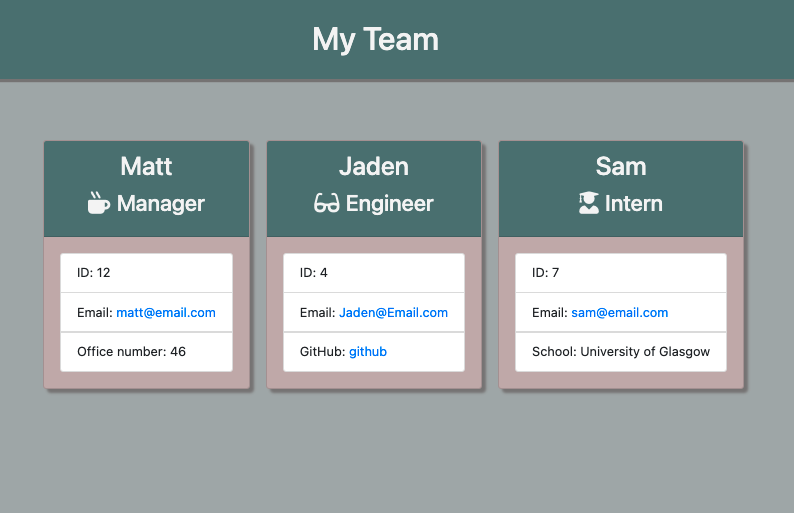 My Team
Matt
Manager
ID: 12
Email: matt@email.com
Office number: 46
Jaden
Engineer
ID: 4
Email: Jaden@Email.com
GitHub: github
Sam
Intern
ID: 7
Email: sam@email.com
School: University of Glasgow